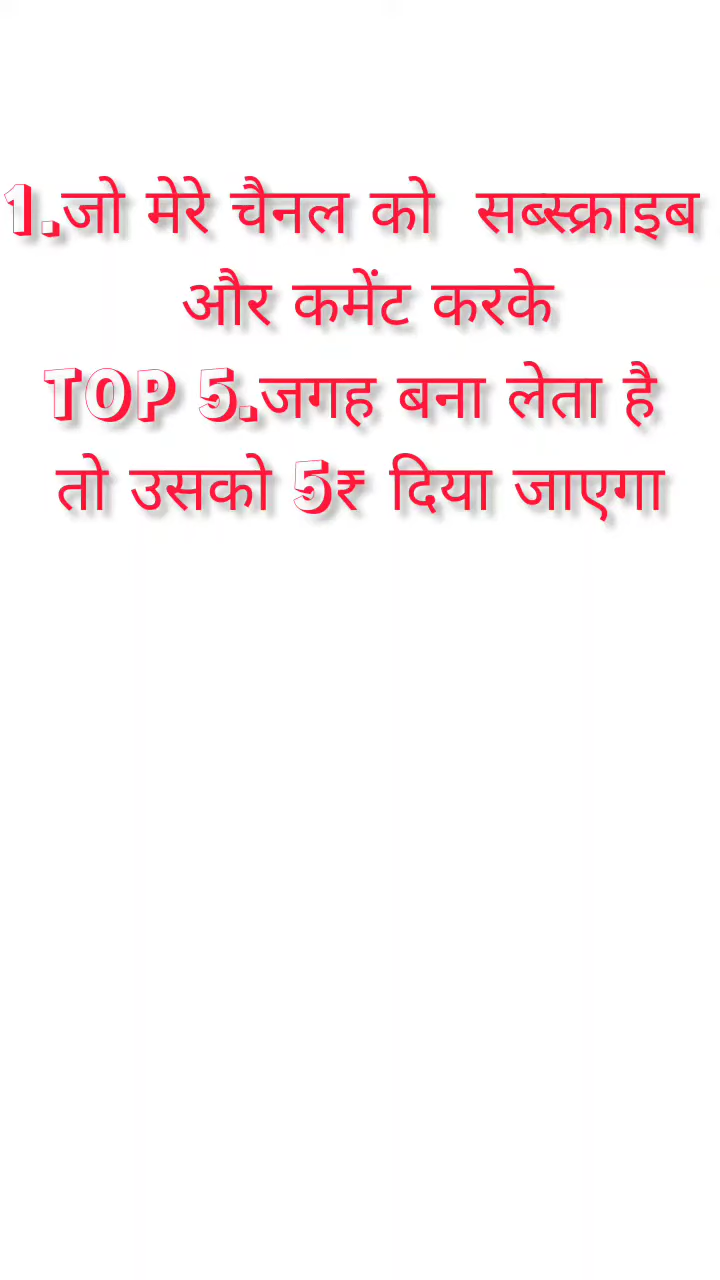 1.जो मेरे चैनल को सब्स्क्राइब
और कमेंट करके
TOP 5.जगह बना लेता है
तो उसको 5₹ दिया जाएगा